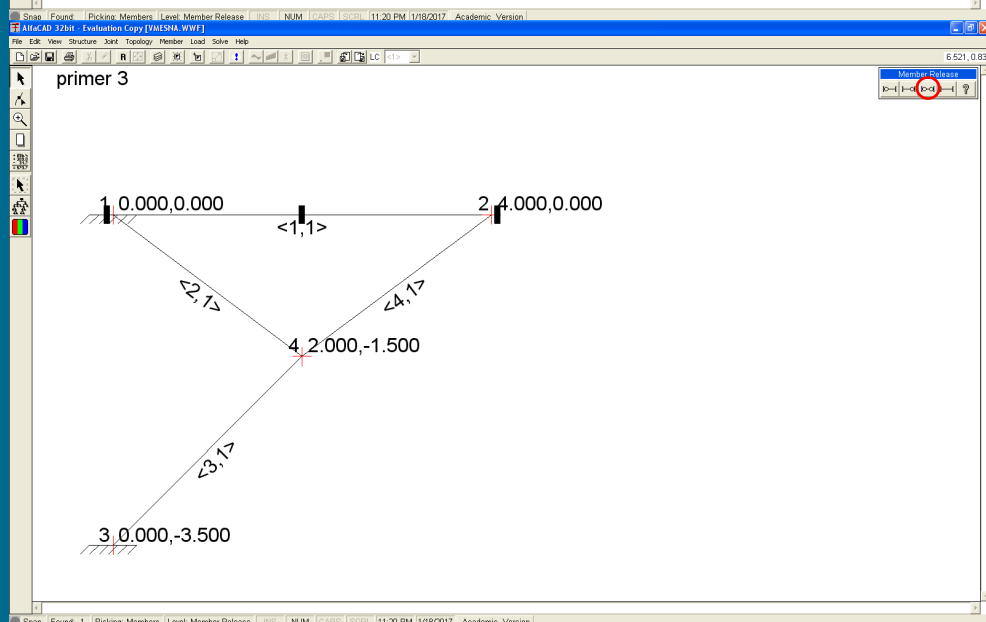 Snap Found: Picking: Members Level: Member Release INS NUM CAPS SCRL 11:20 PM 1/18/2017 Academic Version
AlfaCAD 32bit - Evaluation Copy [VMESNA.WWF]
File Edit View Structure Joint Topology Member Load Solve Help
R LC <1> 6.521, 0.83
primer 3
Member Release
?
1 0.000,0.000
2 4.000,0.000
<1,1>
<2,1>
<4,1>
4 2.000,-1.500
<3,1>
3 0.000,-3.500
Snap Found: 1 Picking: Members Level: Member Release INS NUM CAPS SCRL 11:20 PM 1/18/2017 Academic Version